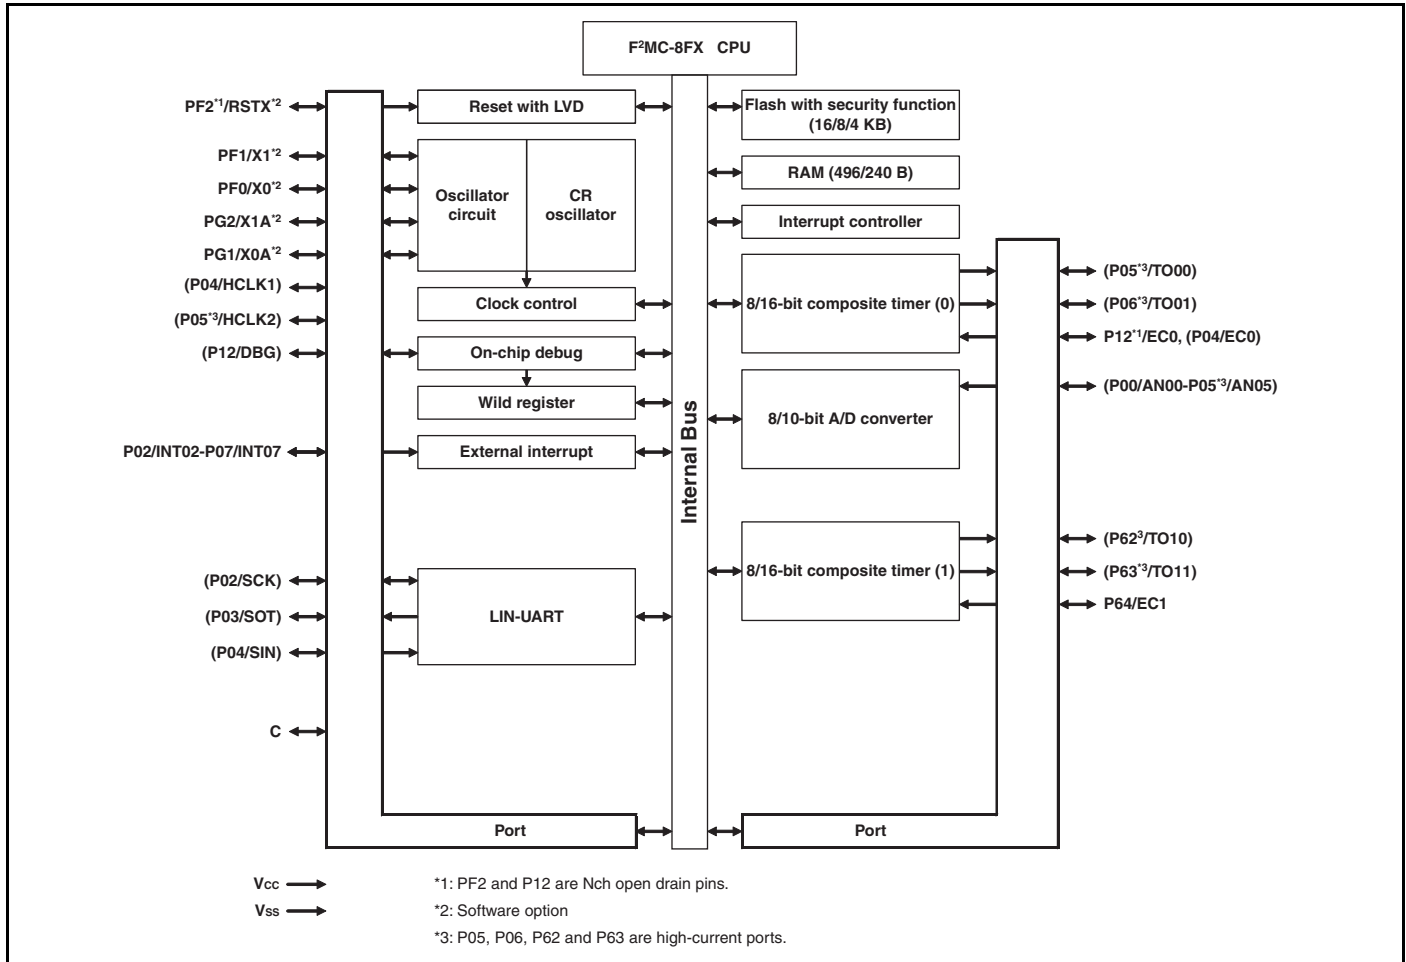 F²MC-8FX CPU
PF2*1/RSTX*2
PF1/X1*2
PF0/X0*2
PG2/X1A*2
PG1/X0A*2
(P04/HCLK1)
(P05*3/HCLK2)
(P12/DBG)
P02/INT02-P07/INT07
(P02/SCK)
(P03/SOT)
(P04/SIN)
C
Reset with LVD
Oscillator
circuit
CR
oscillator
Clock control
On-chip debug
Wild register
External interrupt
LIN-UART
Port
Internal Bus
Flash with security function
(16/8/4 KB)
RAM (496/240 B)
Interrupt controller
8/16-bit composite timer (0)
8/10-bit A/D converter
8/16-bit composite timer (1)
Port
(P05*3/TO00)
(P06*3/TO01)
P12*1/EC0, (P04/EC0)
(P00/AN00-P05*3/AN05)
(P62³/TO10)
(P63*3/TO11)
P64/EC1
Vcc
Vss
*1: PF2 and P12 are Nch open drain pins.
*2: Software option
*3: P05, P06, P62 and P63 are high-current ports.